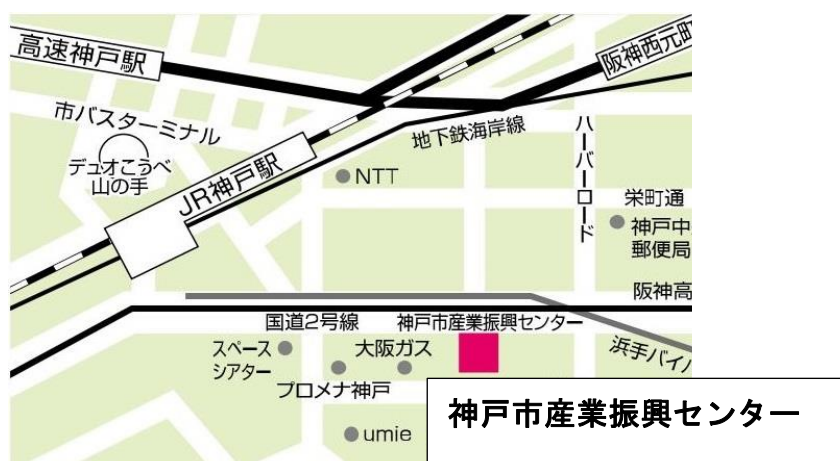 高速神戸駅
阪神西元町
市バスターミナル
デュオこうべ
山の手
JR神戸駅
地下鉄海岸線
ハーバーロード
NTT
栄町通
神戸中
郵便局
阪神高
国道2号線
神戸市産業振興センター
スペース
シアター
大阪ガス
浜手バイパ
プロメナ神戸
umie
神戸市産業振興センター